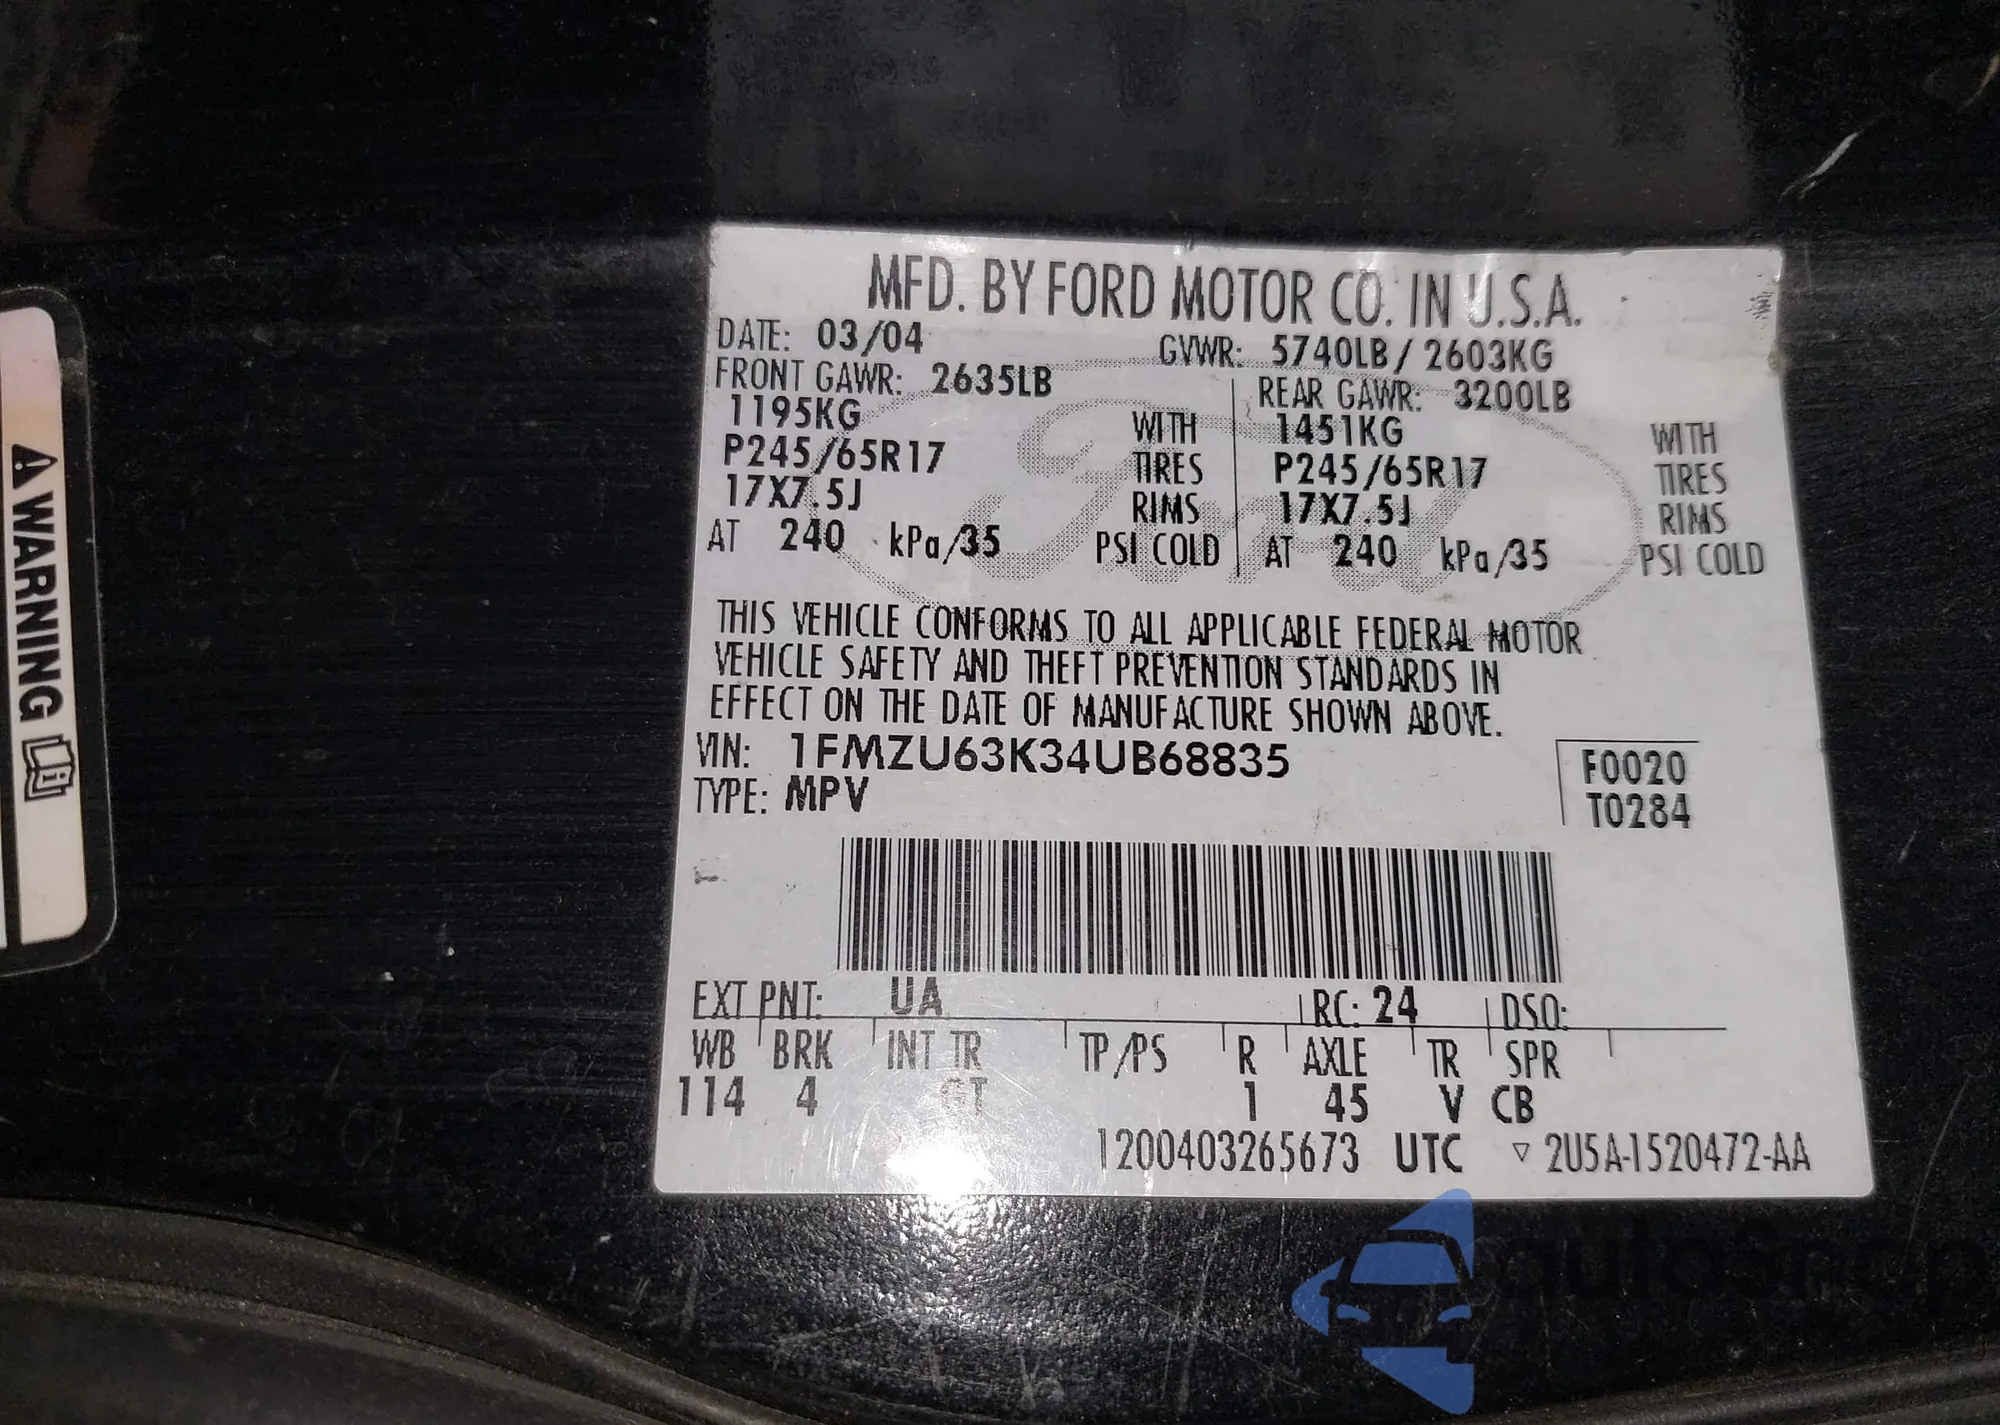 MFD. BY FORD MOTOR CO. IN U.S.A.
DATE: 03/04 GVWR: 5740LB / 2603KG
FRONT GAWR: 2635LB REAR GAWR: 3200LB
1195KG WITH 1451KG WITH
P245/65R17 TIRES P245/65R17 TIRES
17X7.5J RIMS 17X7.5J RIMS
AT 240 kPa/35 PSI COLD AT 240 kPa/35 PSI COLD
THIS VEHICLE CONFORMS TO ALL APPLICABLE FEDERAL MOTOR
VEHICLE SAFETY AND THEFT PREVENTION STANDARDS IN
EFFECT ON THE DATE OF MANUFACTURE SHOWN ABOVE.
VIN: 1FMZU63K34UB68835 F0020
TYPE: MPV T0284
EXT PNT: UA RC: 24 DSO:
WB BRK INT TR TP/PS R AXLE TR SPR
114 4 GT 1 45 V CB
1200403265673 UTC ▽ 2U5A-1520472-AA
Ford
⚠ WARNING